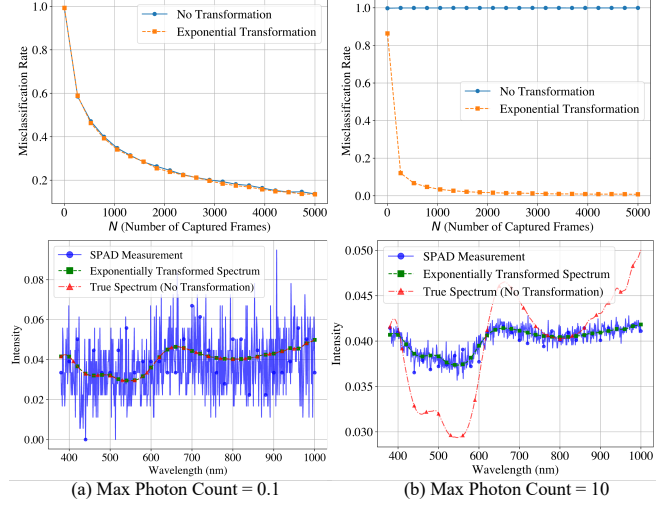 1.0
0.8
0.6
0.4
0.2
Misclassification Rate
No Transformation
Exponential Transformation
0 1000 2000 3000 4000 5000
N (Number of Captured Frames)
1.0
0.8
0.6
0.4
0.2
0.0
Misclassification Rate
No Transformation
Exponential Transformation
0 1000 2000 3000 4000 5000
N (Number of Captured Frames)
0.08
0.06
0.04
0.02
0.00
Intensity
SPAD Measurement
Exponentially Transformed Spectrum
True Spectrum (No Transformation)
400 500 600 700 800 900 1000
Wavelength (nm)
(a) Max Photon Count = 0.1
0.050
0.045
0.040
0.035
0.030
Intensity
SPAD Measurement
Exponentially Transformed Spectrum
True Spectrum (No Transformation)
400 500 600 700 800 900 1000
Wavelength (nm)
(b) Max Photon Count = 10